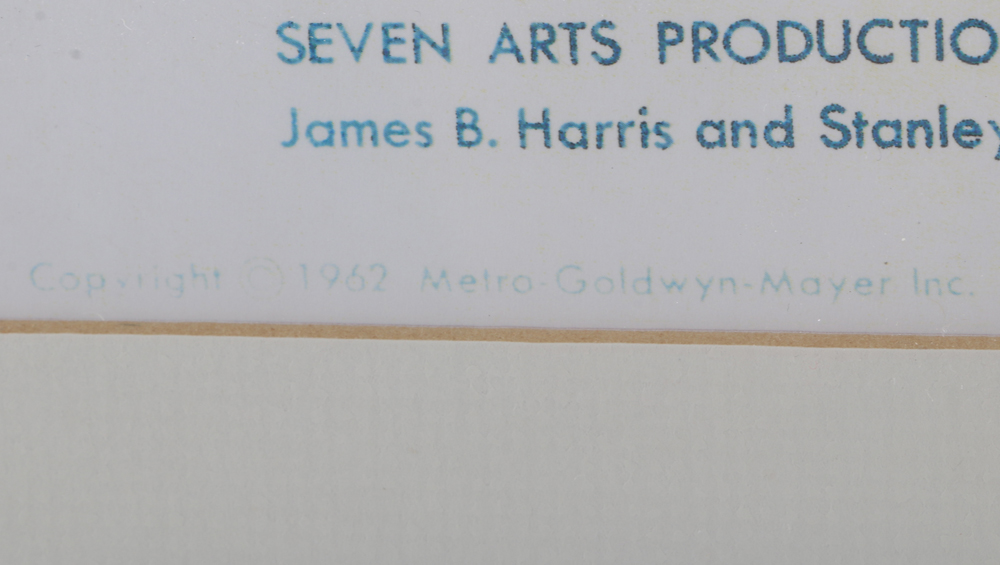 SEVEN ARTS PRODUCTIO
James B. Harris and Stanley
Copyright © 1962 Metro-Goldwyn-Mayer Inc.